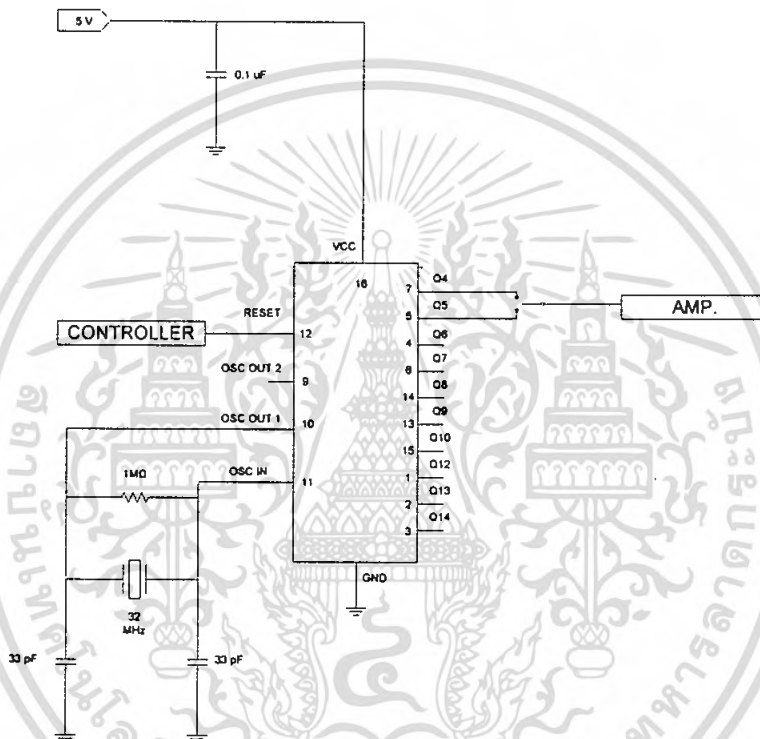 5 V
0.1 uF
VCC
16
Q4
7
Q5
5
RESET
CONTROLLER
12
AMP.
Q6
4
Q7
6
OSC OUT 2
9
Q8
14
OSC OUT 1
10
Q9
13
Q10
15
1MΩ
OSC IN
11
Q12
1
Q13
2
Q14
3
GND
32
MHz
33 pF
33 pF